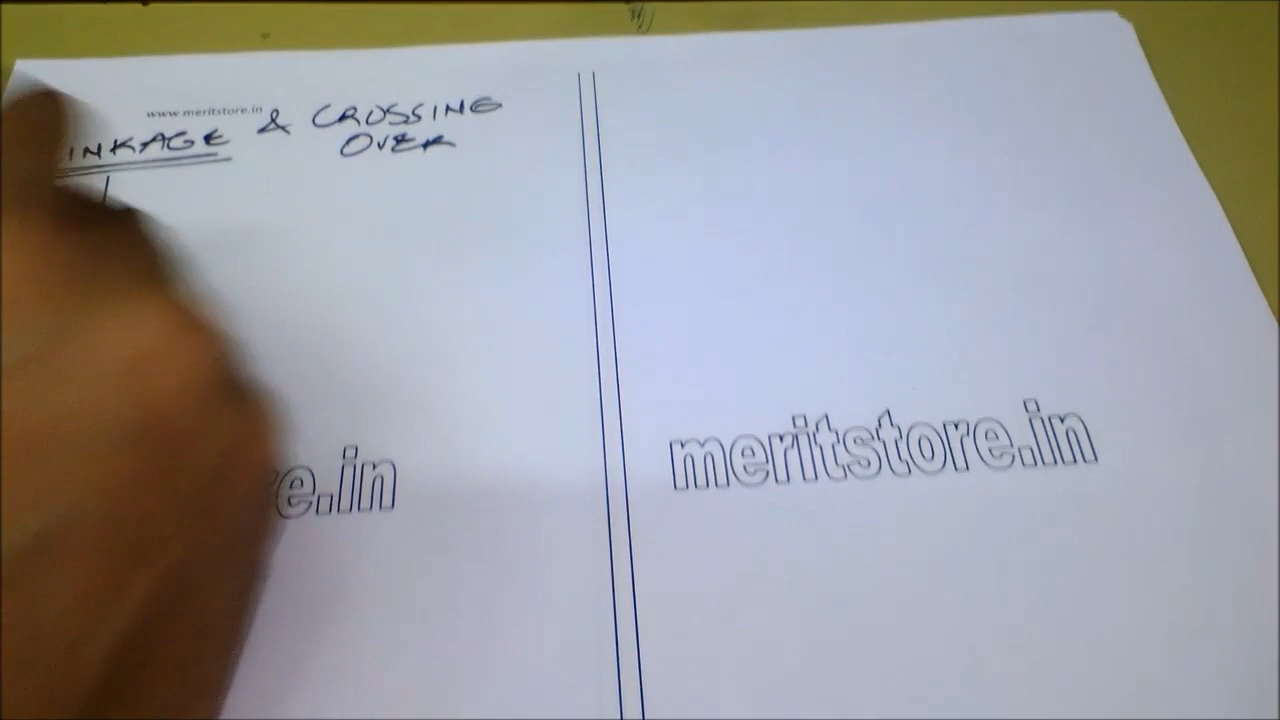 www.meritstore.in
INKAGE & CROSSING
OVER
e.in
meritstore.in